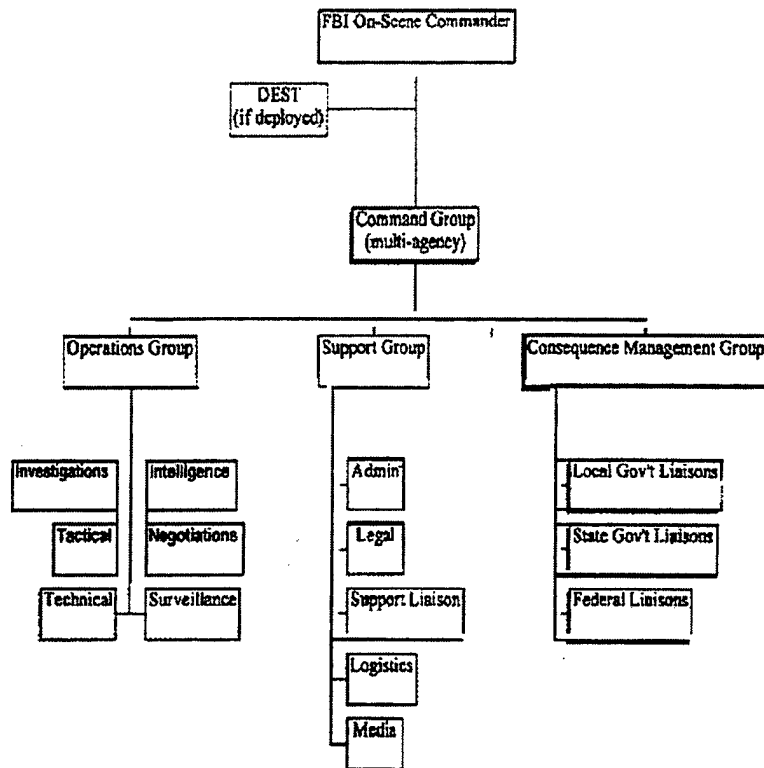 FBI On-Scene Commander
DEST
(if deployed)
Command Group
(multi-agency)
Operations Group
Support Group
Consequence Management Group
Investigations
Intelligence
Admin
Local Gov't Liaisons
Tactical
Negotiations
Legal
State Gov't Liaisons
Technical
Surveillance
Support Liaison
Federal Liaisons
Logistics
Media